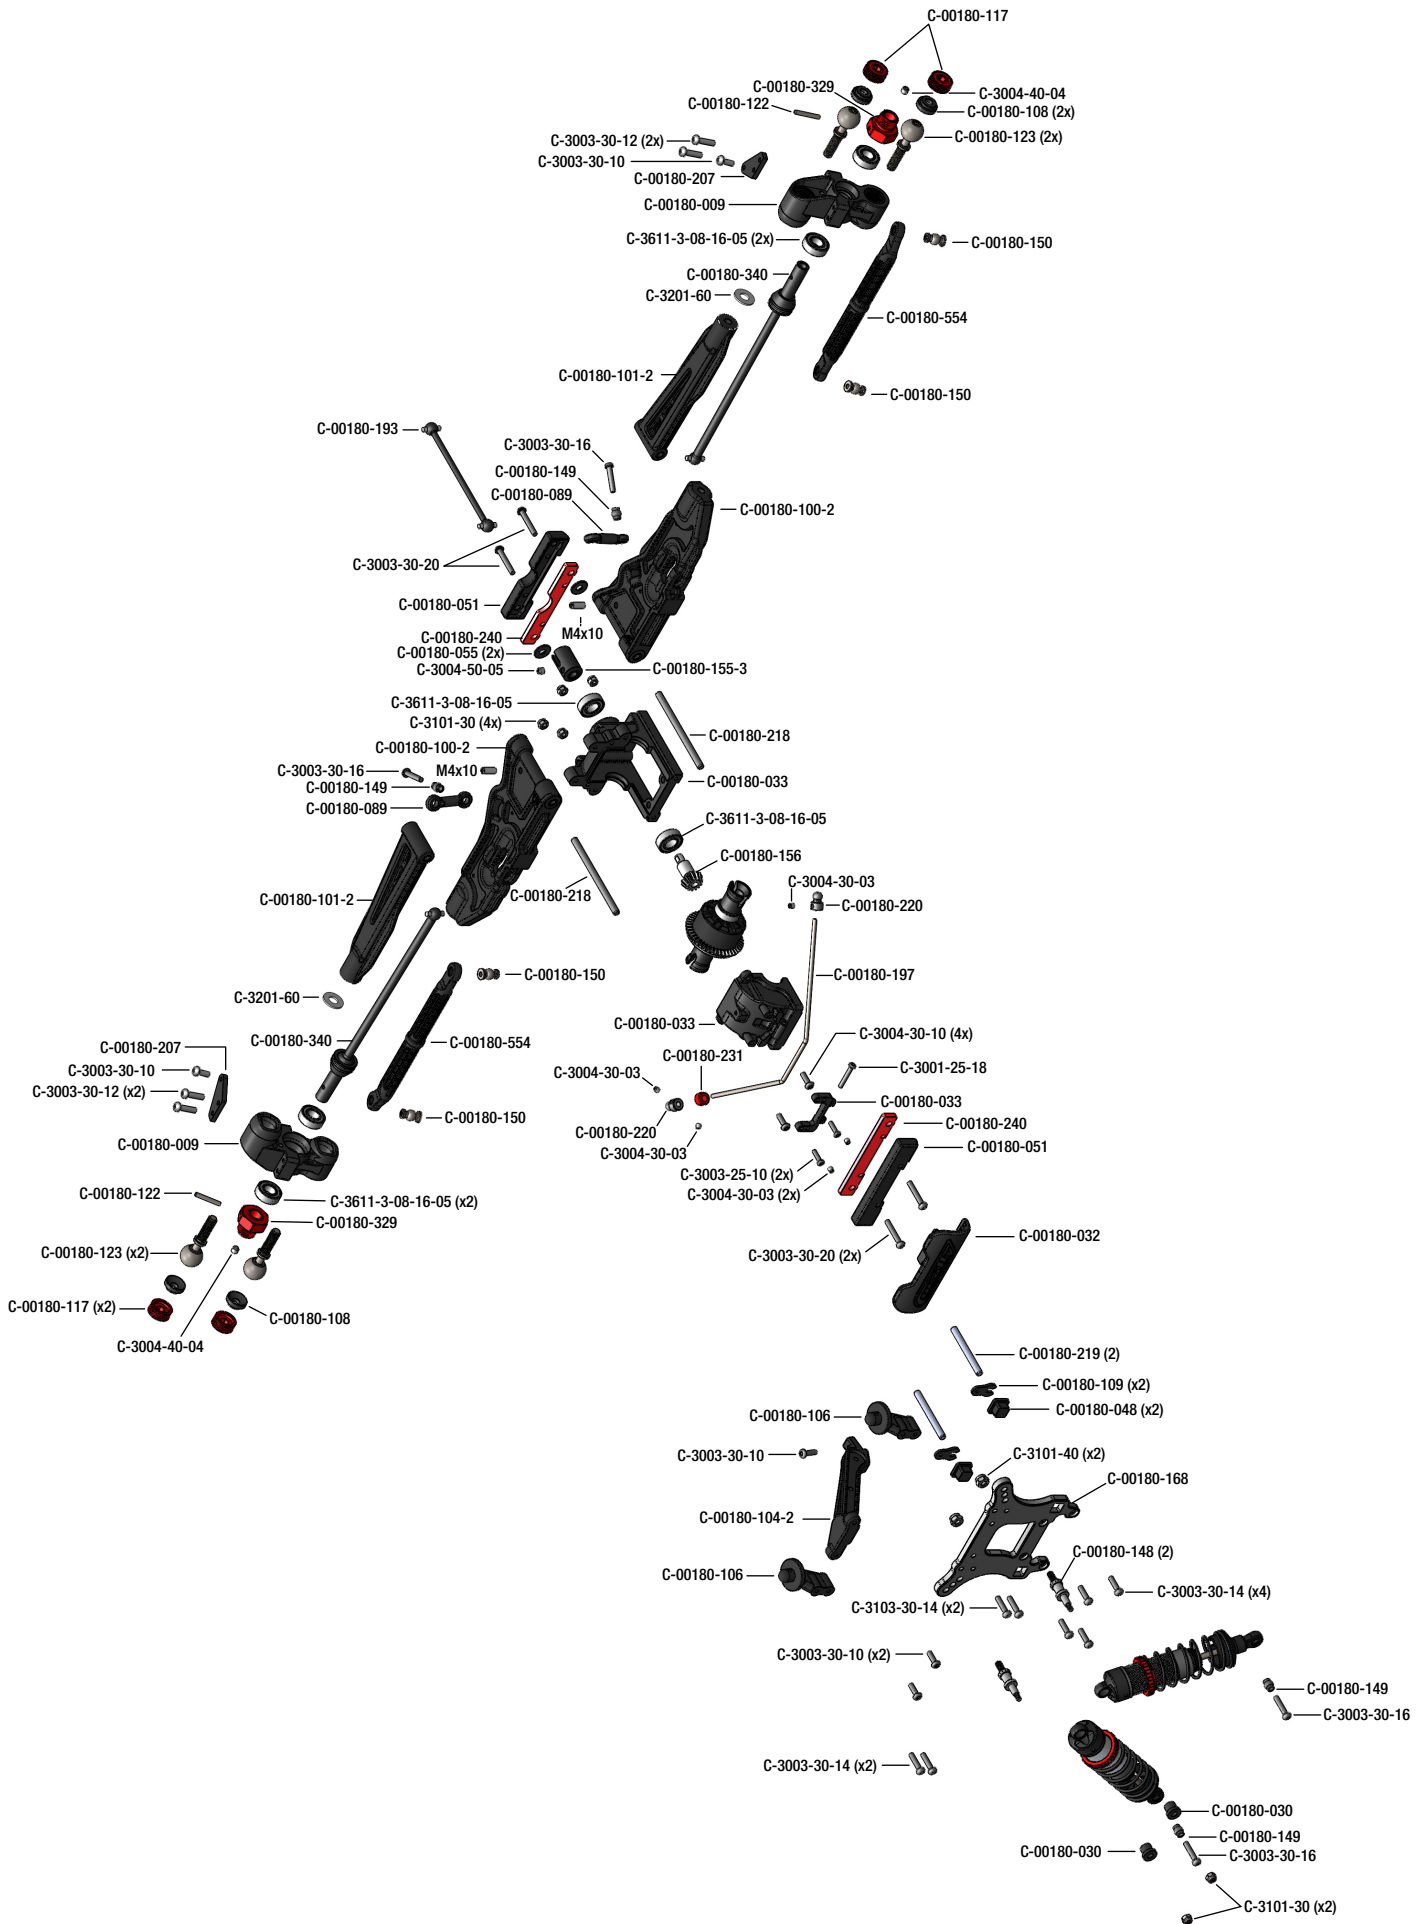 C-00180-117
C-00180-329
C-3004-40-04
C-00180-122
C-00180-108 (2x)
C-3003-30-12 (2x)
C-00180-123 (2x)
C-3003-30-10
C-00180-207
C-00180-009
C-3611-3-08-16-05 (2x)
C-00180-150
C-00180-340
C-3201-60
C-00180-554
C-00180-101-2
C-00180-150
C-00180-193
C-3003-30-16
C-00180-149
C-00180-089
C-00180-100-2
C-3003-30-20
C-00180-051
M4x10
C-00180-240
C-00180-055 (2x)
C-3004-50-05
C-00180-155-3
C-3611-3-08-16-05
C-3101-30 (4x)
C-00180-218
C-00180-100-2
C-3003-30-16
M4x10
C-00180-149
C-00180-033
C-00180-089
C-3611-3-08-16-05
C-00180-156
C-3004-30-03
C-00180-218
C-00180-101-2
C-00180-220
C-00180-150
C-00180-197
C-3201-60
C-00180-033
C-3004-30-10 (4x)
C-00180-340
C-00180-554
C-00180-207
C-00180-231
C-3001-25-18
C-3003-30-10
C-3004-30-03
C-3003-30-12 (x2)
C-00180-033
C-00180-150
C-00180-240
C-00180-220
C-00180-009
C-00180-051
C-3004-30-03
C-3003-25-10 (2x)
C-00180-122
C-3004-30-03 (2x)
C-3611-3-08-16-05 (x2)
C-00180-329
C-00180-032
C-00180-123 (x2)
C-3003-30-20 (2x)
C-00180-117 (x2)
C-00180-108
C-3004-40-04
C-00180-219 (2)
C-00180-109 (x2)
C-00180-048 (x2)
C-00180-106
C-3003-30-10
C-3101-40 (x2)
C-00180-168
C-00180-104-2
C-00180-148 (2)
C-00180-106
C-3003-30-14 (x4)
C-3103-30-14 (x2)
C-3003-30-10 (x2)
C-00180-149
C-3003-30-16
C-3003-30-14 (x2)
C-00180-030
C-00180-149
C-00180-030
C-3003-30-16
C-3101-30 (x2)